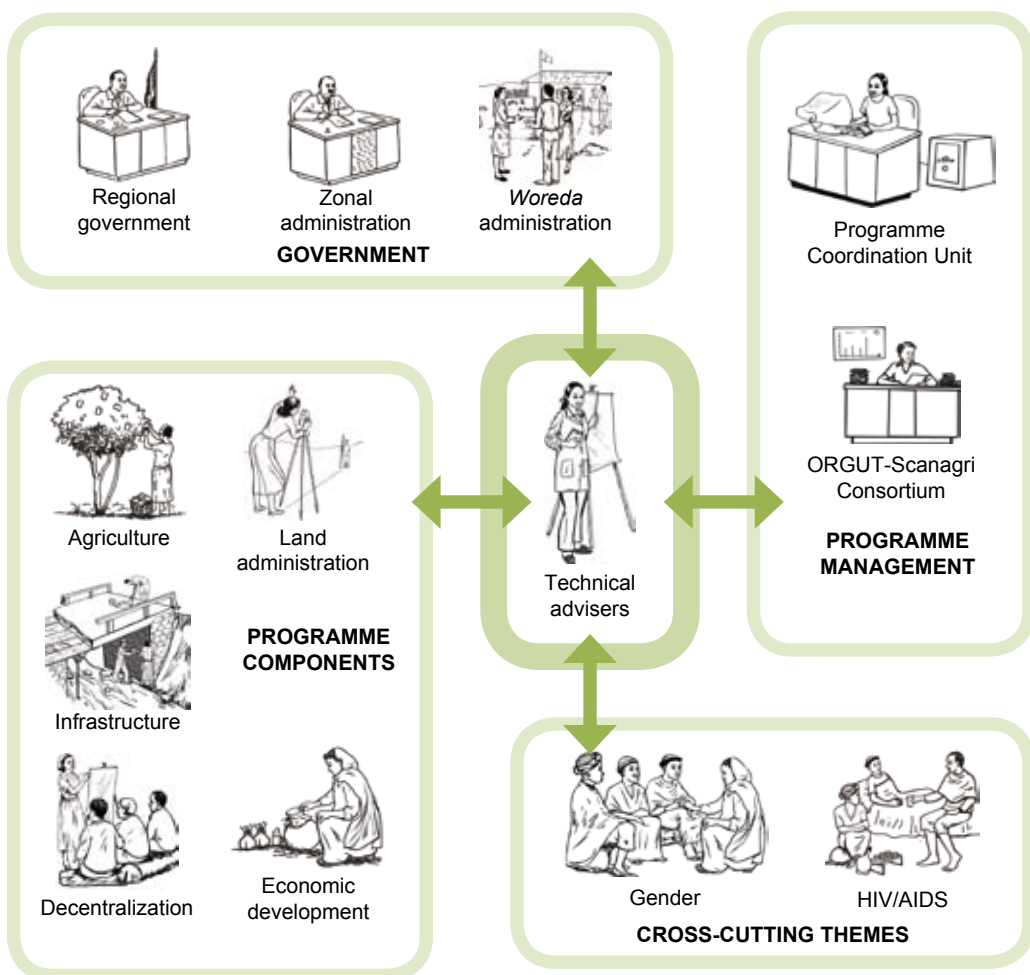 Regional
government
Zonal
administration
Woreda
administration
GOVERNMENT
Programme
Coordination Unit
ORGUT-Scanagri
Consortium
PROGRAMME
MANAGEMENT
Agriculture
Land
administration
Infrastructure
PROGRAMME
COMPONENTS
Decentralization
Economic
development
Technical
advisers
Gender
HIV/AIDS
CROSS-CUTTING THEMES